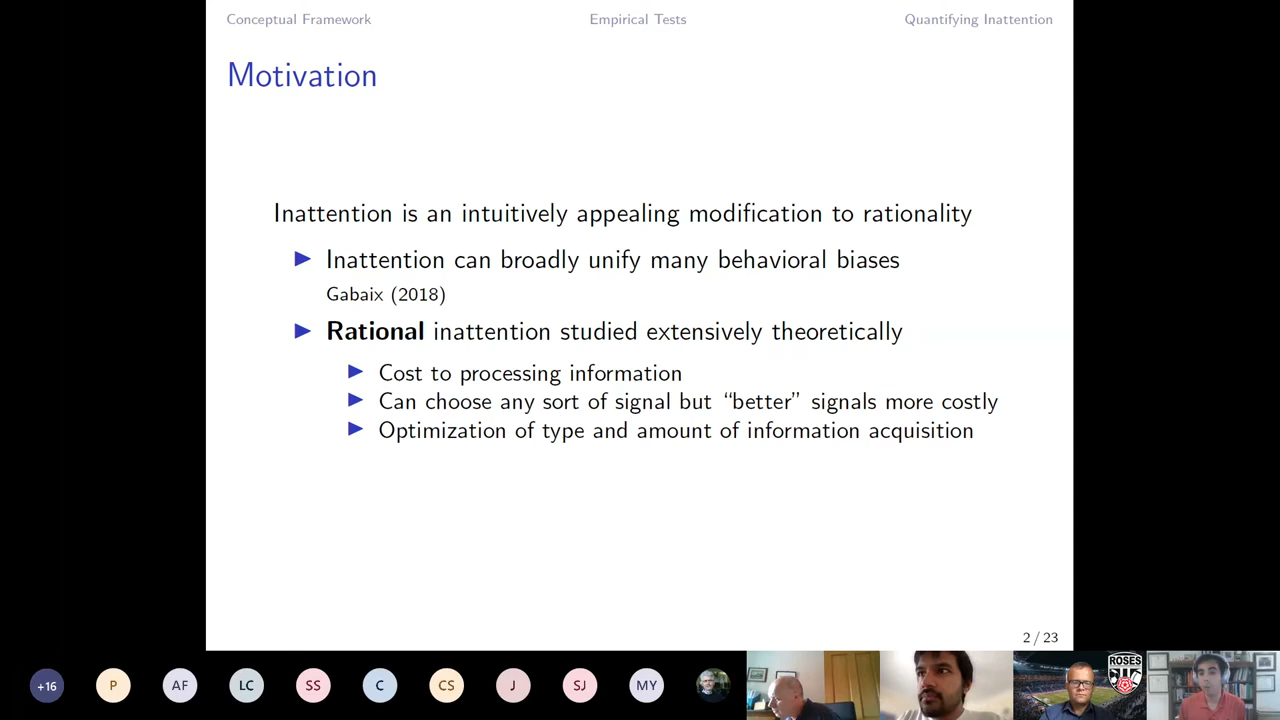 Conceptual Framework Empirical Tests Quantifying Inattention
Motivation
Inattention is an intuitively appealing modification to rationality
Inattention can broadly unify many behavioral biases
Gabaix (2018)
Rational inattention studied extensively theoretically
Cost to processing information
Can choose any sort of signal but “better” signals more costly
Optimization of type and amount of information acquisition
2 / 23
+16 P AF LC SS C CS J SJ MY
ROSES